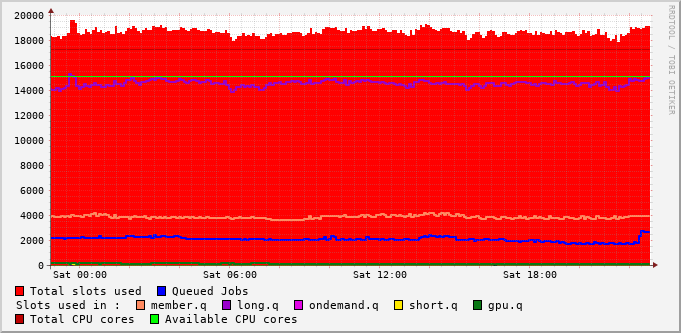 20000
18000
16000
14000
12000
10000
8000
6000
4000
2000
0
Sat 00:00 Sat 06:00 Sat 12:00 Sat 18:00
RRDTOOL / TOBI OETIKER
Total slots used Queued Jobs
Slots used in : member.q long.q ondemand.q short.q gpu.q
Total CPU cores Available CPU cores